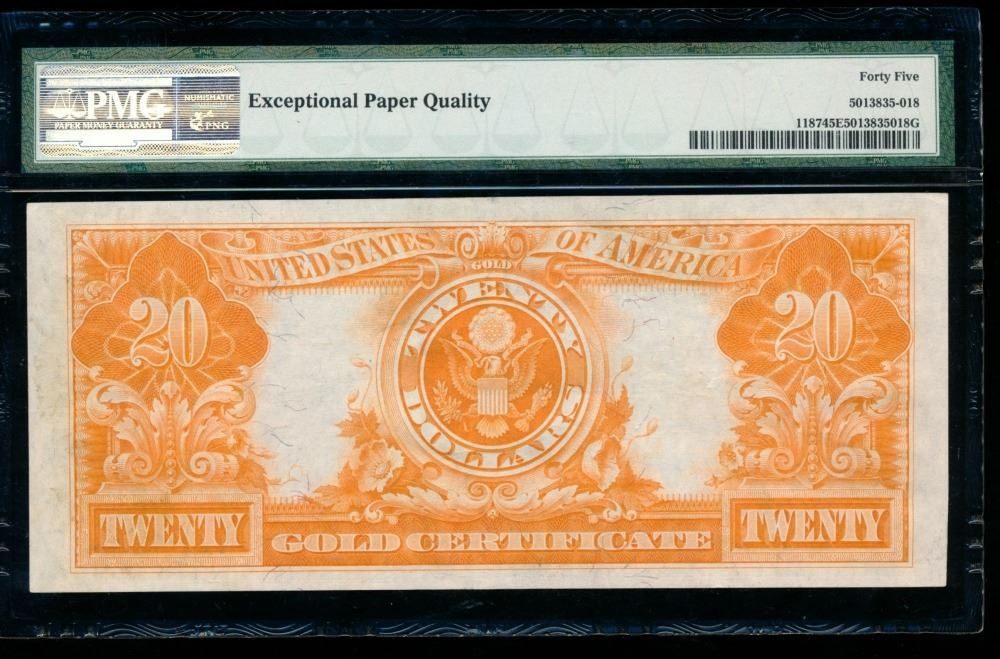 PMG
PAPER MONEY GUARANTY
NUMISMATIC
PNG
Exceptional Paper Quality
Forty Five
5013835-018
118745E5013835018G
UNITED STATES OF AMERICA
GOLD
TWENTY
DOLLARS
20
20
TWENTY
GOLD CERTIFICATE
TWENTY